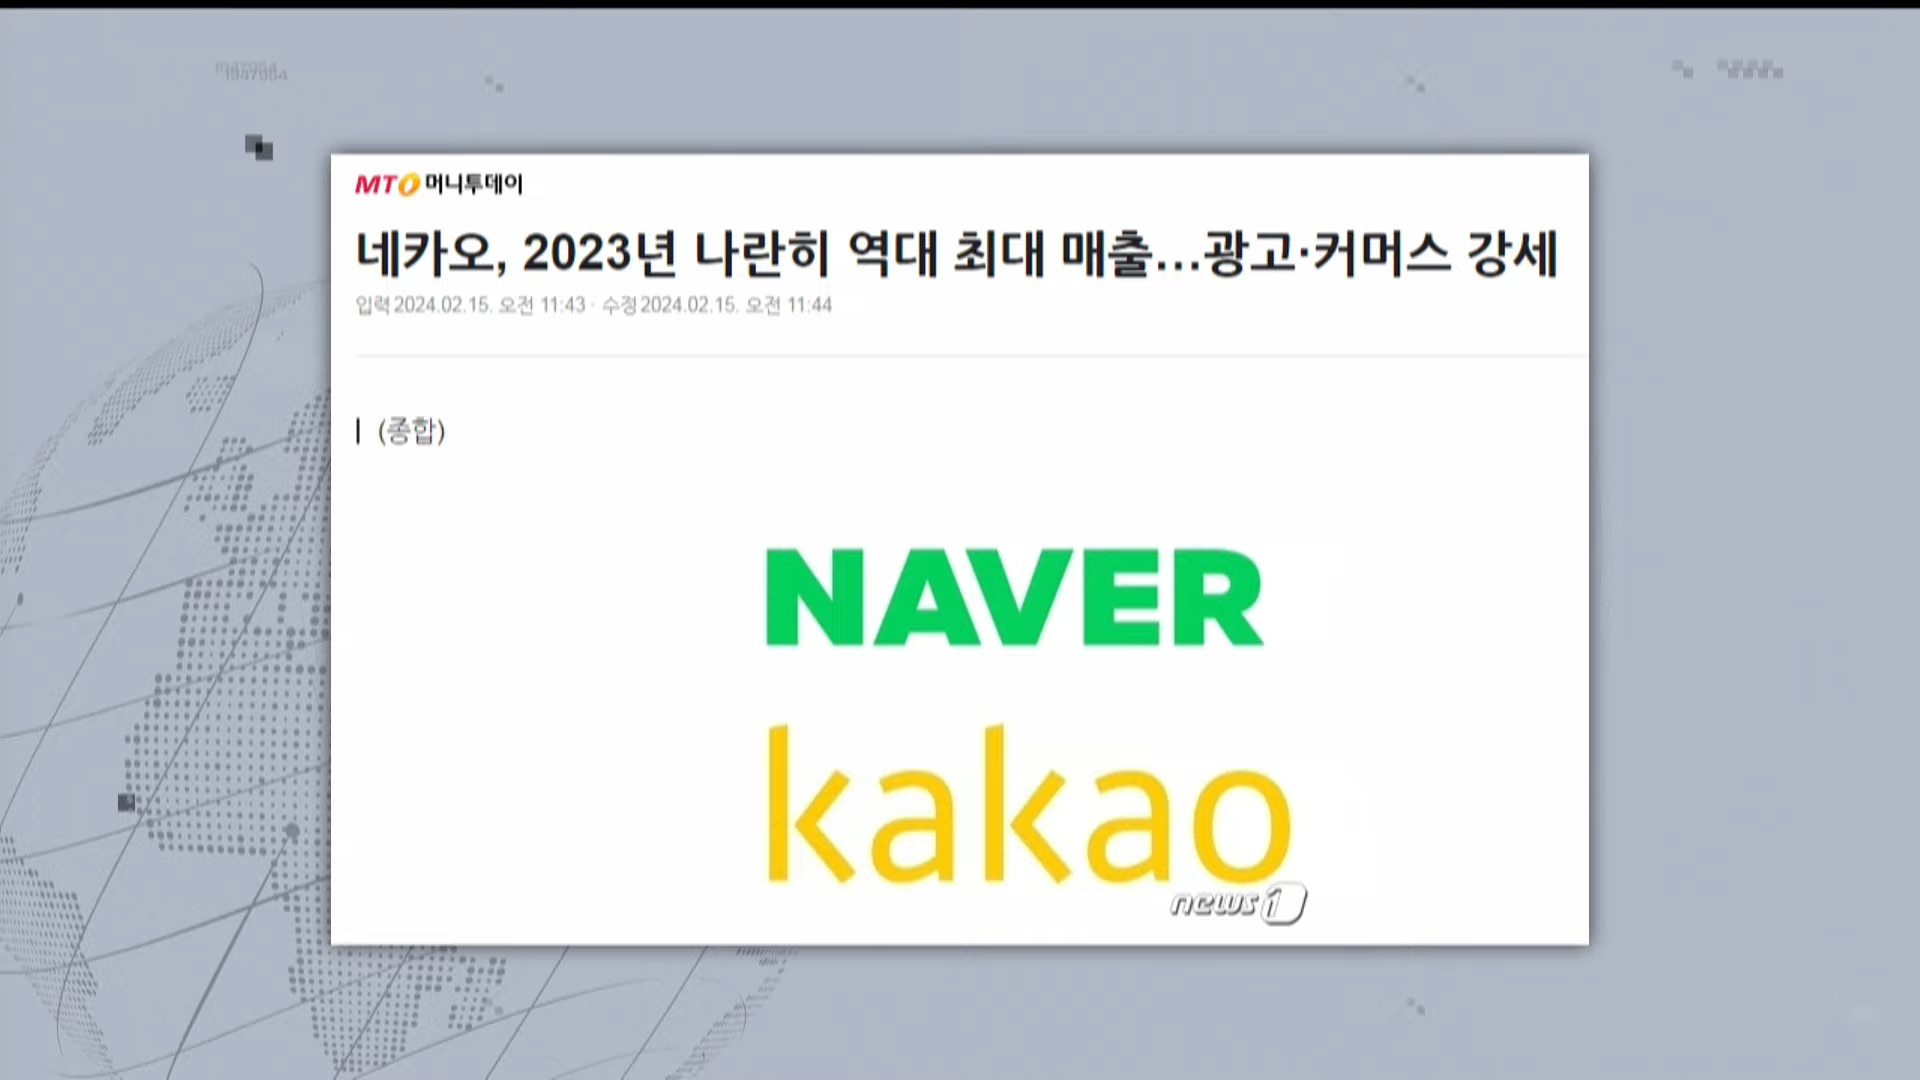 MTO 머니투데이
네카오, 2023년 나란히 역대 최대 매출...광고·커머스 강세
입력 2024.02.15. 오전 11:43 · 수정 2024.02.15. 오전 11:44
(종합)
NAVER
kakao
news1